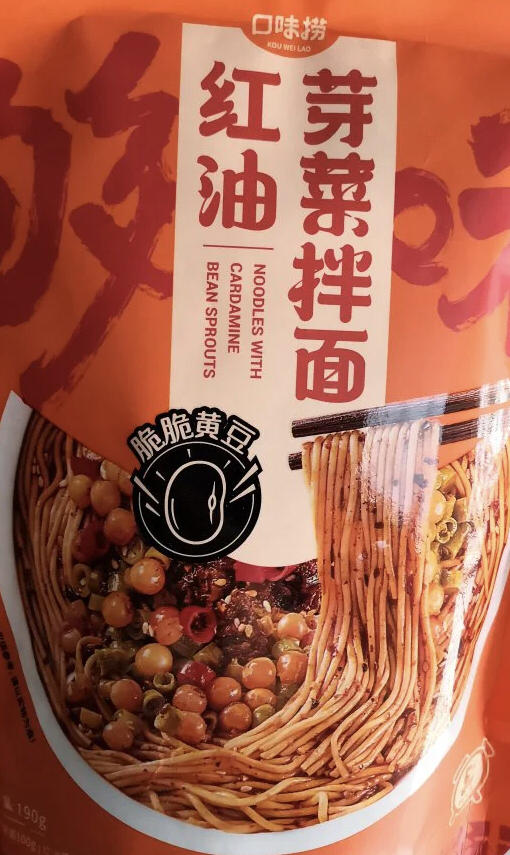 口味捞
KOU WEI LAO
红油
芽菜拌面
NOODLES WITH
CARDAMINE
BEAN SPROUTS
脆脆黄豆
190g